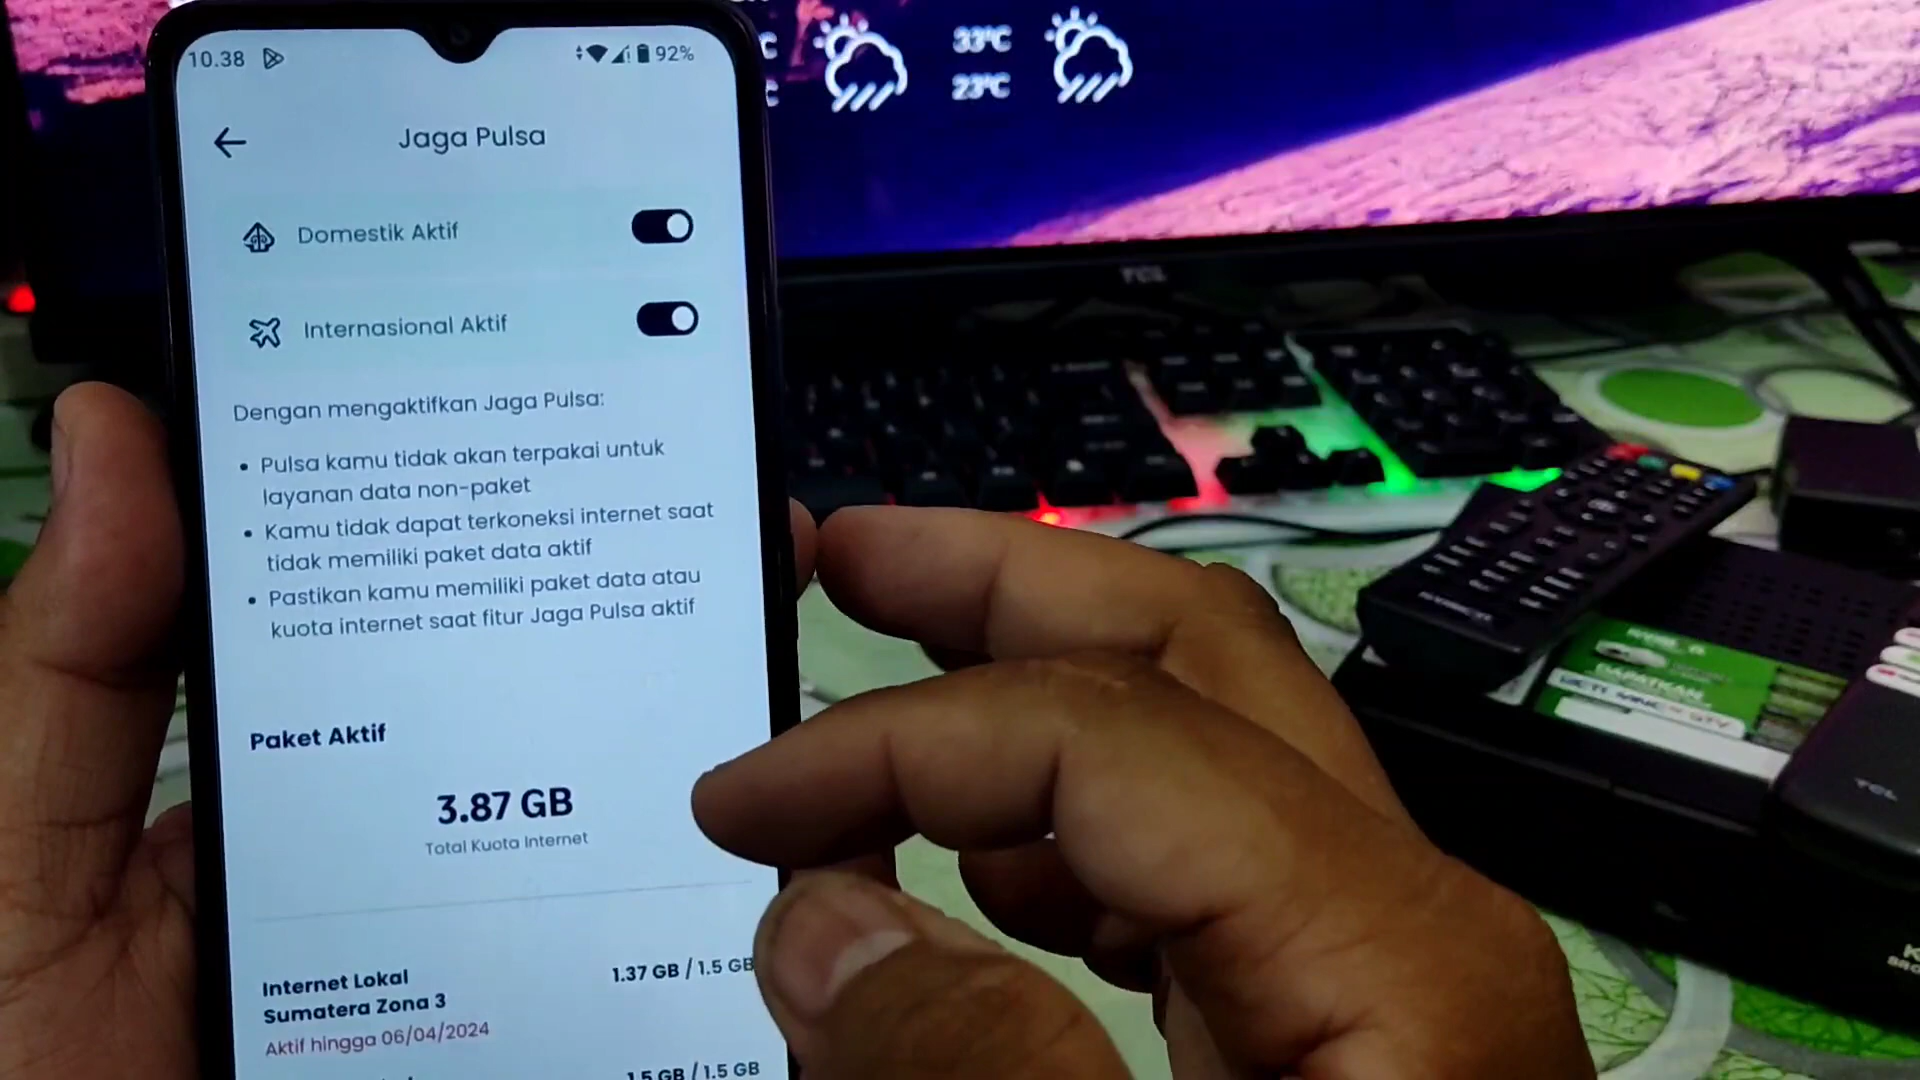 10.38
92%
33°C
23°C
Jaga Pulsa
Domestik Aktif
Internasional Aktif
Dengan mengaktifkan Jaga Pulsa:
• Pulsa kamu tidak akan terpakai untuk
layanan data non-paket
• Kamu tidak dapat terkoneksi internet saat
tidak memiliki paket data aktif
• Pastikan kamu memiliki paket data atau
kuota internet saat fitur Jaga Pulsa aktif
Paket Aktif
3.87 GB
Total Kuota Internet
Internet Lokal
Sumatera Zona 3
1.37 GB / 1.5 GB
Aktif hingga 06/04/2024
1.5 GB / 1.5 GB
TCL
DAPATKAN
TCL